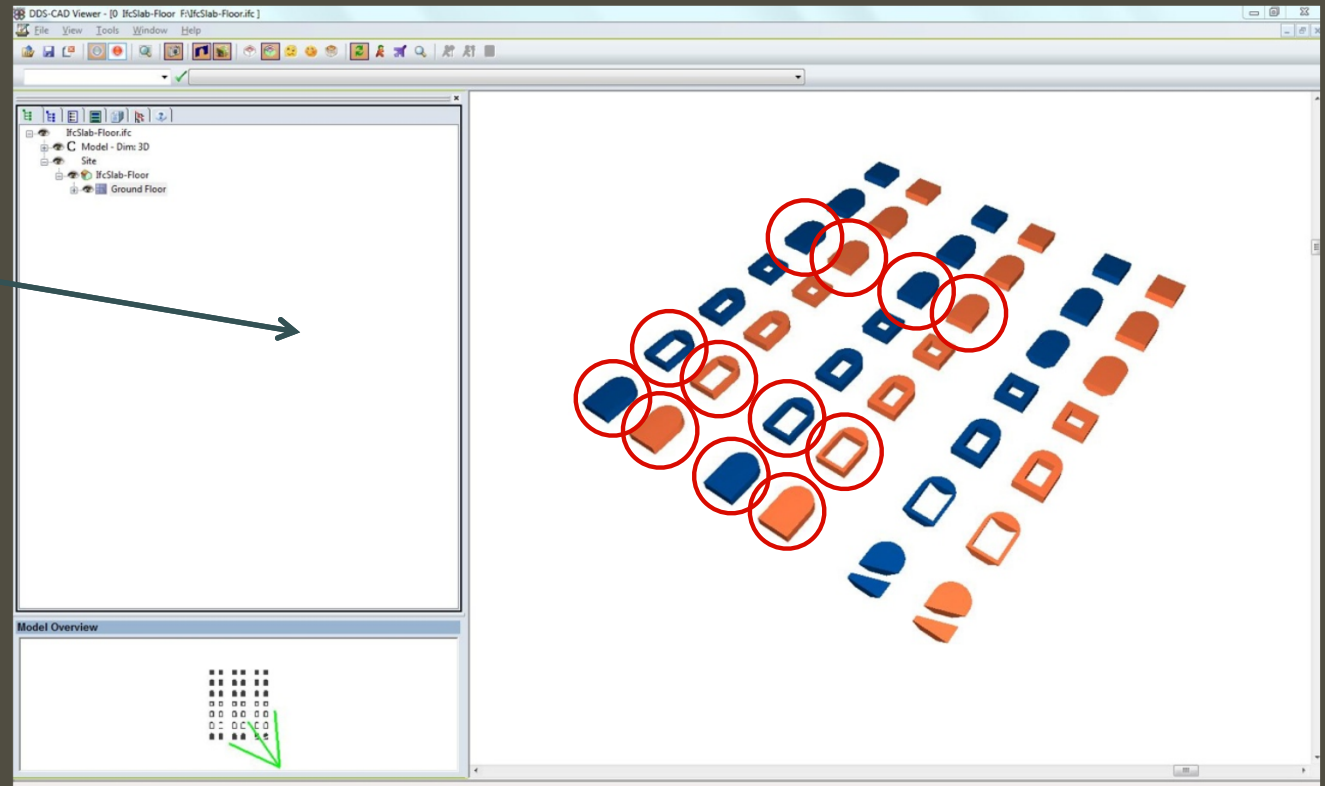 DDS-CAD Viewer - [0 IfcSlab-Floor F:\IfcSlab-Floor.ifc ]
File View Tools Window Help
IfcSlab-Floor.ifc
C Model - Dim: 3D
Site
IfcSlab-Floor
Ground Floor
Model Overview